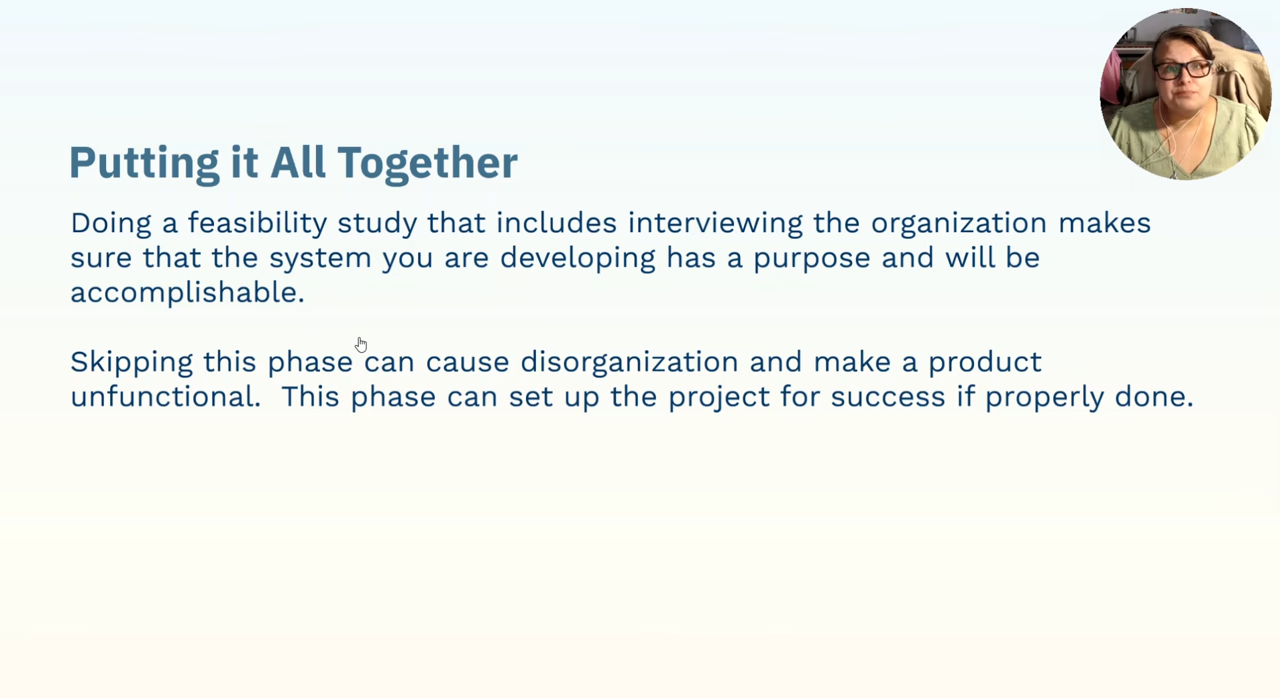 Putting it All Together
Doing a feasibility study that includes interviewing the organization makes
sure that the system you are developing has a purpose and will be
accomplishable.
Skipping this phase can cause disorganization and make a product
unfunctional.  This phase can set up the project for success if properly done.